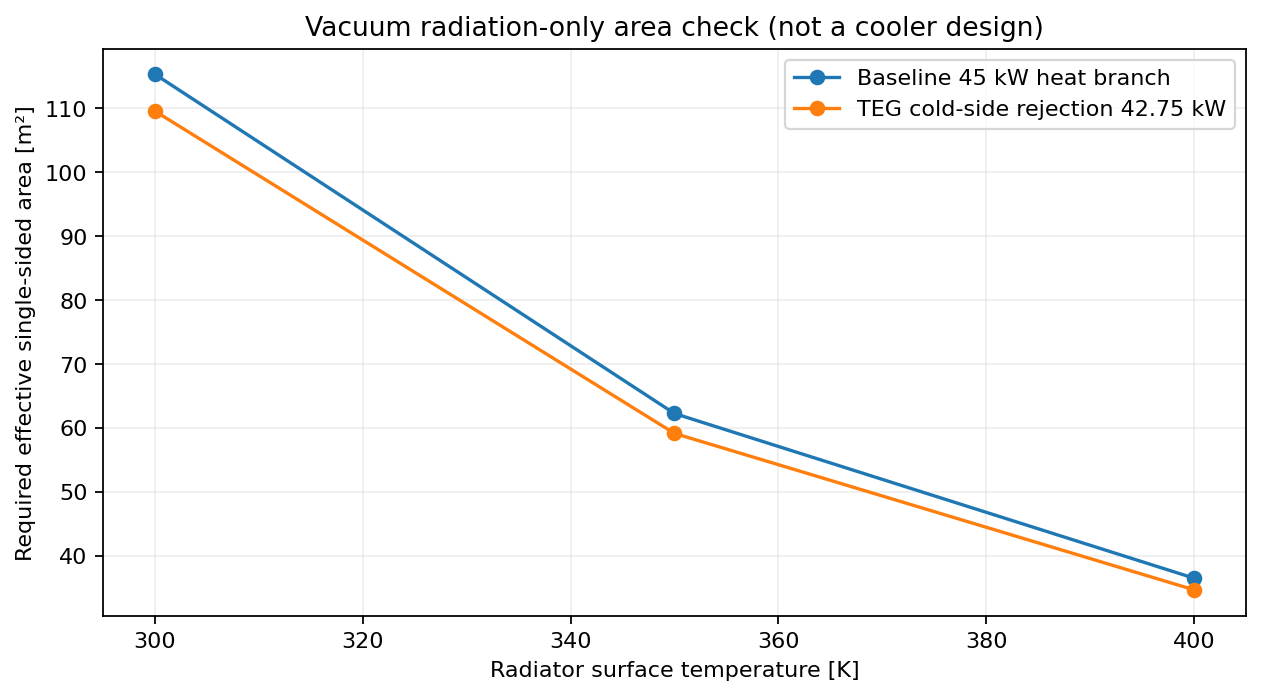 Vacuum radiation-only area check (not a cooler design)
Baseline 45 kW heat branch
TEG cold-side rejection 42.75 kW
Required effective single-sided area [m²]
110
100
90
80
70
60
50
40
300
320
340
360
380
400
Radiator surface temperature [K]